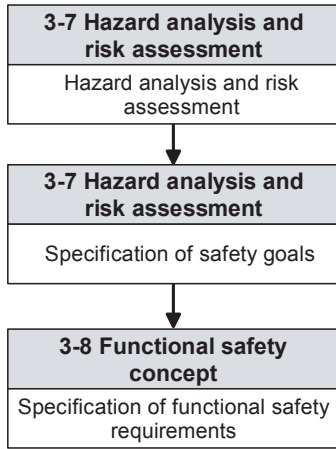 3-7 Hazard analysis and
risk assessment
Hazard analysis and risk
assessment
3-7 Hazard analysis and
risk assessment
Specification of safety goals
3-8 Functional safety
concept
Specification of functional safety
requirements